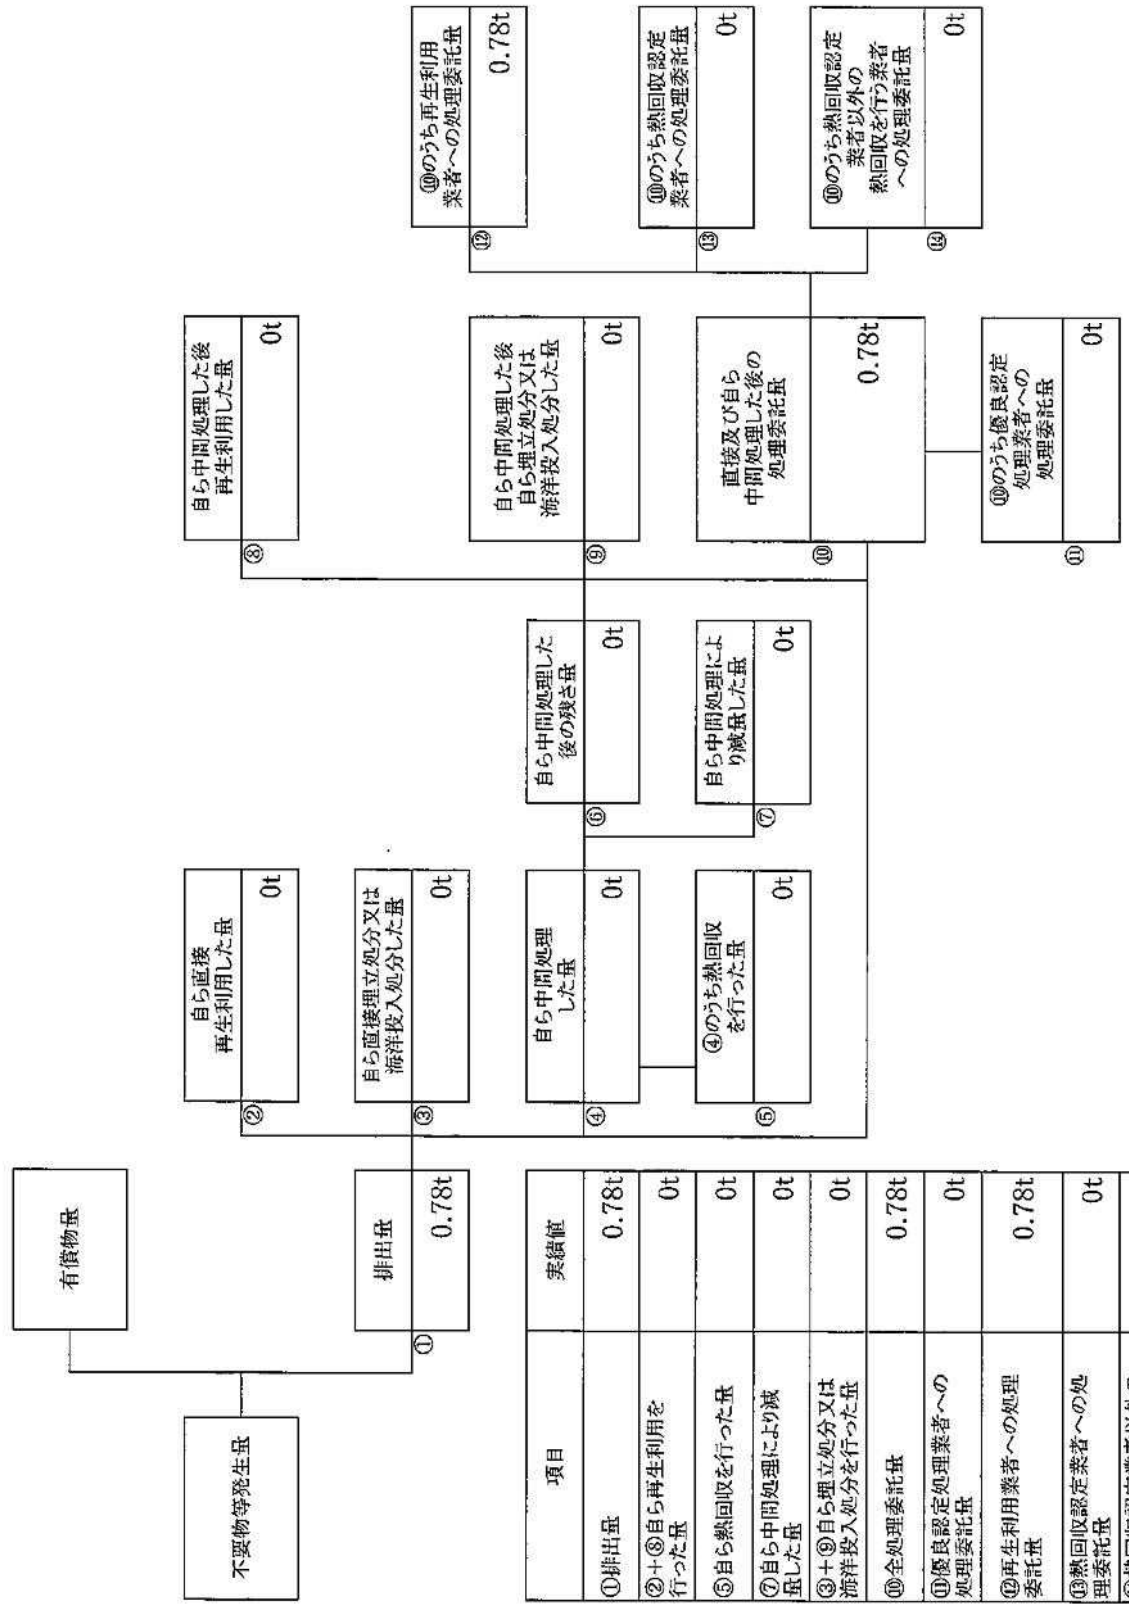 有償物量
不要物等発生量
①
排出量
0.78t
②
自ら直接
再生利用した量
0t
③
自ら直接埋立処分又は
海洋投入処分した量
0t
④
自ら中間処理
した量
0t
⑤
④のうち熱回収
を行った量
0t
⑥
自ら中間処理した
後の残さ量
0t
⑦
自ら中間処理によ
り減量した量
0t
⑧
自ら中間処理した後
再生利用した量
0t
⑨
自ら中間処理した後
自ら埋立処分又は
海洋投入処分した量
0t
⑩
直接及び自ら
中間処理した後の
処理委託量
0.78t
⑪
⑩のうち優良認定
処理業者への
処理委託量
0t
⑫
⑩のうち再生利用
業者への処理委託量
0.78t
⑬
⑩のうち熱回収認定
業者への処理委託量
0t
⑭
⑩のうち熱回収認定
業者以外の
熱回収を行う業者
への処理委託量
0t
項目 実績値
①排出量 0.78t
②+⑧自ら再生利用を
行った量 0t
⑤自ら熱回収を行った量 0t
⑦自ら中間処理により減
量した量 0t
③+⑨自ら埋立処分又は
海洋投入処分を行った量 0t
⑩全処理委託量 0.78t
⑪優良認定処理業者への
処理委託量 0t
⑫再生利用業者への処理
委託量 0.78t
⑬熱回収認定業者への処
理委託量 0t